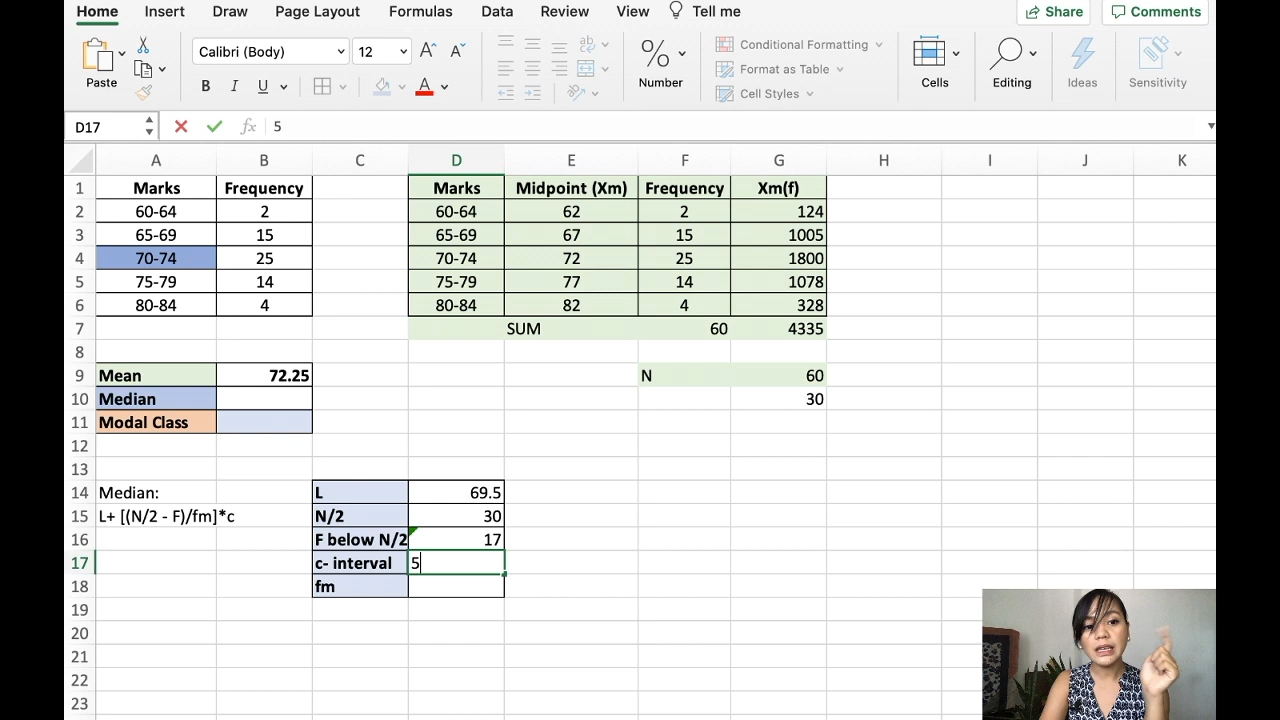 Home Insert Draw Page Layout Formulas Data Review View Tell me Share Comments
Paste Calibri (Body) 12 A^ A˅ B I U A ab % Number Conditional Formatting Format as Table Cell Styles Cells Editing Ideas Sensitivity
D17 fx 5
A B C D E F G H I J K
1 Marks Frequency Marks Midpoint (Xm) Frequency Xm(f)
2 60-64 2 60-64 62 2 124
3 65-69 15 65-69 67 15 1005
4 70-74 25 70-74 72 25 1800
5 75-79 14 75-79 77 14 1078
6 80-84 4 80-84 82 4 328
7 SUM 60 4335
8
9 Mean 72.25 N 60
10 Median 30
11 Modal Class
12
13
14 Median: L 69.5
15 L+ [(N/2 - F)/fm]*c N/2 30
16 F below N/2 17
17 c- interval 5
18 fm
19
20
21
22
23